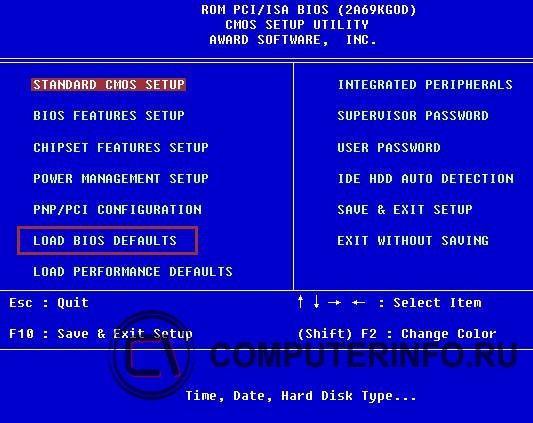 ROM PCI/ISA BIOS (2A69KGOD)
CMOS SETUP UTILITY
AWARD SOFTWARE, INC.
STANDARD CMOS SETUP
BIOS FEATURES SETUP
CHIPSET FEATURES SETUP
POWER MANAGEMENT SETUP
PNP/PCI CONFIGURATION
LOAD BIOS DEFAULTS
LOAD PERFORMANCE DEFAULTS
INTEGRATED PERIPHERALS
SUPERVISOR PASSWORD
USER PASSWORD
IDE HDD AUTO DETECTION
SAVE & EXIT SETUP
EXIT WITHOUT SAVING
Esc : Quit
F10 : Save & Exit Setup
↑ ↓ → ← : Select Item
(Shift) F2 : Change Color
COMPUTERINFO.RU
Time, Date, Hard Disk Type...